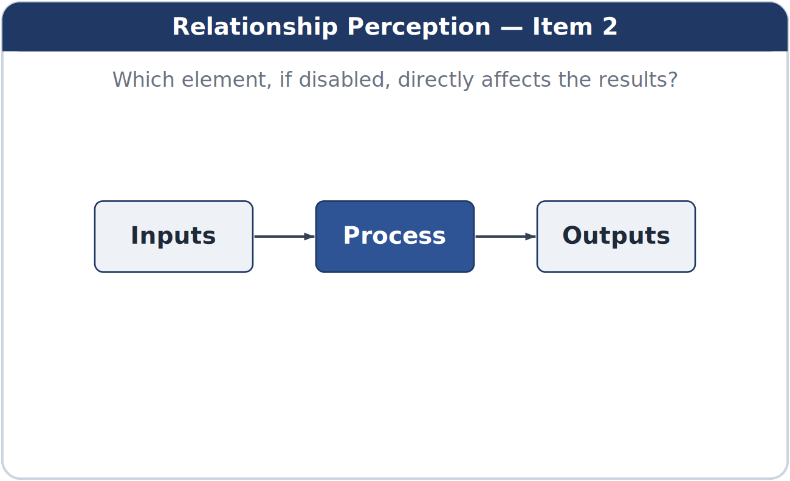 Relationship Perception — Item 2
Which element, if disabled, directly affects the results?
Inputs
Process
Outputs